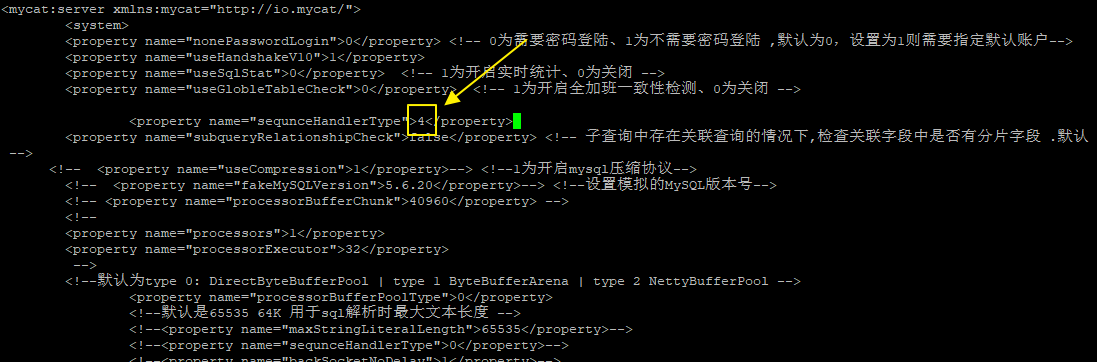 <mycat:server xmlns:mycat="http://io.mycat/">
<system>
<property name="nonePasswordLogin">0</property> <!-- 0为需要密码登陆、1为不需要密码登陆 ,默认为0，设置为1则需要指定默认账户-->
<property name="useHandshakeV10">1</property>
<property name="useSqlStat">0</property> <!-- 1为开启实时统计、0为关闭 -->
<property name="useGlobleTableCheck">0</property> <!-- 1为开启全加班一致性检测、0为关闭 -->
<property name="sequnceHandlerType">4</property>
<property name="subqueryRelationshipCheck">false</property> <!-- 子查询中存在关联查询的情况下,检查关联字段中是否有分片字段 .默认
-->
<!-- <property name="useCompression">1</property>--> <!--1为开启mysql压缩协议-->
<!-- <property name="fakeMySQLVersion">5.6.20</property>--> <!--设置模拟的MySQL版本号-->
<!-- <property name="processorBufferChunk">40960</property> -->
<!--
<property name="processors">1</property>
<property name="processorExecutor">32</property>
-->
<!--默认为type 0: DirectByteBufferPool | type 1 ByteBufferArena | type 2 NettyBufferPool -->
<property name="processorBufferPoolType">0</property>
<!--默认是65535 64K 用于sql解析时最大文本长度 -->
<!--<property name="maxStringLiteralLength">65535</property>-->
<!--<property name="sequnceHandlerType">0</property>-->
<!--<property name="backSocketNoDelay">1</property>-->